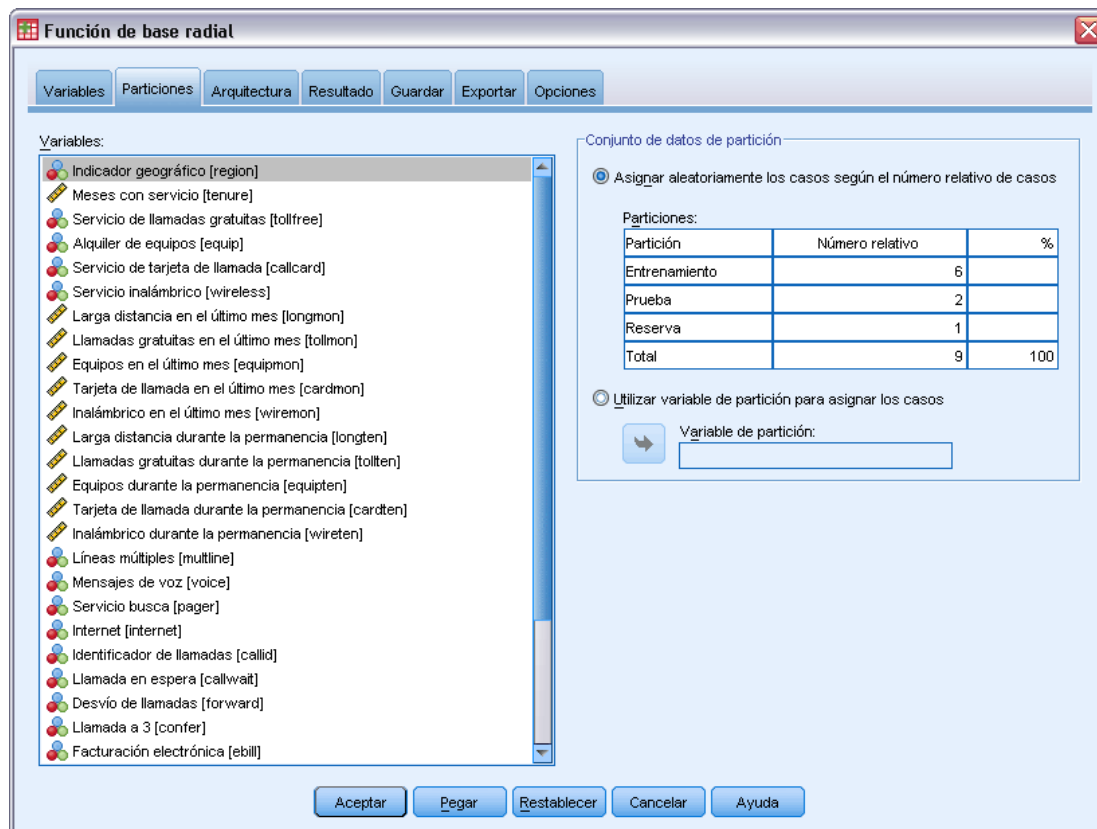 Función de base radial
Variables
Particiones
Arquitectura
Resultado
Guardar
Exportar
Opciones
Variables:
Indicador geográfico [region]
Meses con servicio [tenure]
Servicio de llamadas gratuitas [tollfree]
Alquiler de equipos [equip]
Servicio de tarjeta de llamada [callcard]
Servicio inalámbrico [wireless]
Larga distancia en el último mes [longmon]
Llamadas gratuitas en el último mes [tollmon]
Equipos en el último mes [equipmon]
Tarjeta de llamada en el último mes [cardmon]
Inalámbrico en el último mes [wiremon]
Larga distancia durante la permanencia [longten]
Llamadas gratuitas durante la permanencia [tollten]
Equipos durante la permanencia [equipten]
Tarjeta de llamada durante la permanencia [cardten]
Inalámbrico durante la permanencia [wireten]
Líneas múltiples [multline]
Mensajes de voz [voice]
Servicio busca [pager]
Internet [internet]
Identificador de llamadas [callid]
Llamada en espera [callwait]
Desvío de llamadas [forward]
Llamada a 3 [confer]
Facturación electrónica [ebill]
Conjunto de datos de partición
Asignar aleatoriamente los casos según el número relativo de casos
Particiones:
Partición Número relativo %
Entrenamiento 6
Prueba 2
Reserva 1
Total 9 100
Utilizar variable de partición para asignar los casos
Variable de partición:
Aceptar
Pegar
Restablecer
Cancelar
Ayuda